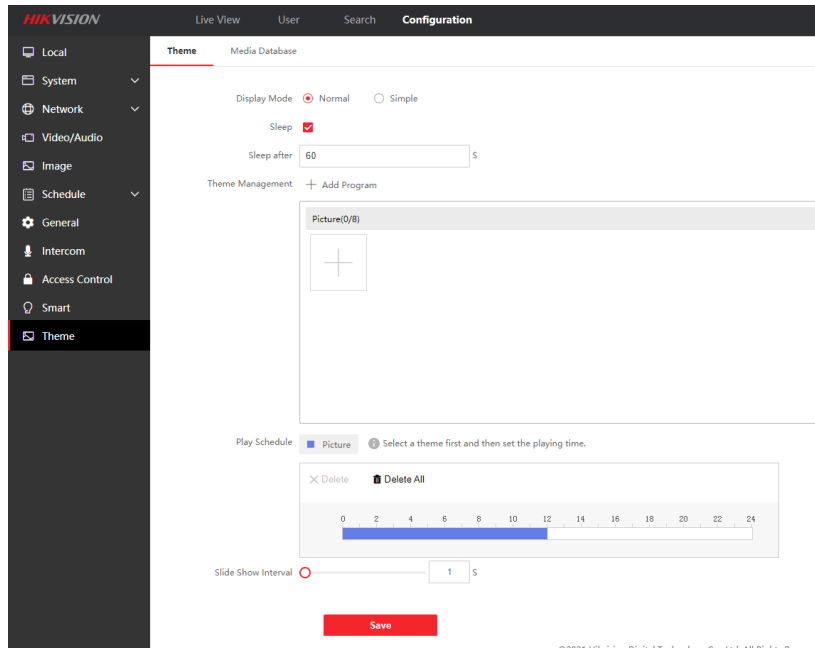 HIKVISION
Live View User Search Configuration
Local
System
Network
Video/Audio
Image
Schedule
General
Intercom
Access Control
Smart
Theme
Theme Media Database
Display Mode Normal Simple
Sleep
Sleep after 60 S
Theme Management + Add Program
Picture(0/8)
Play Schedule Picture Select a theme first and then set the playing time.
Delete Delete All
0 2 4 6 8 10 12 14 16 18 20 22 24
Slide Show Interval 1 S
Save